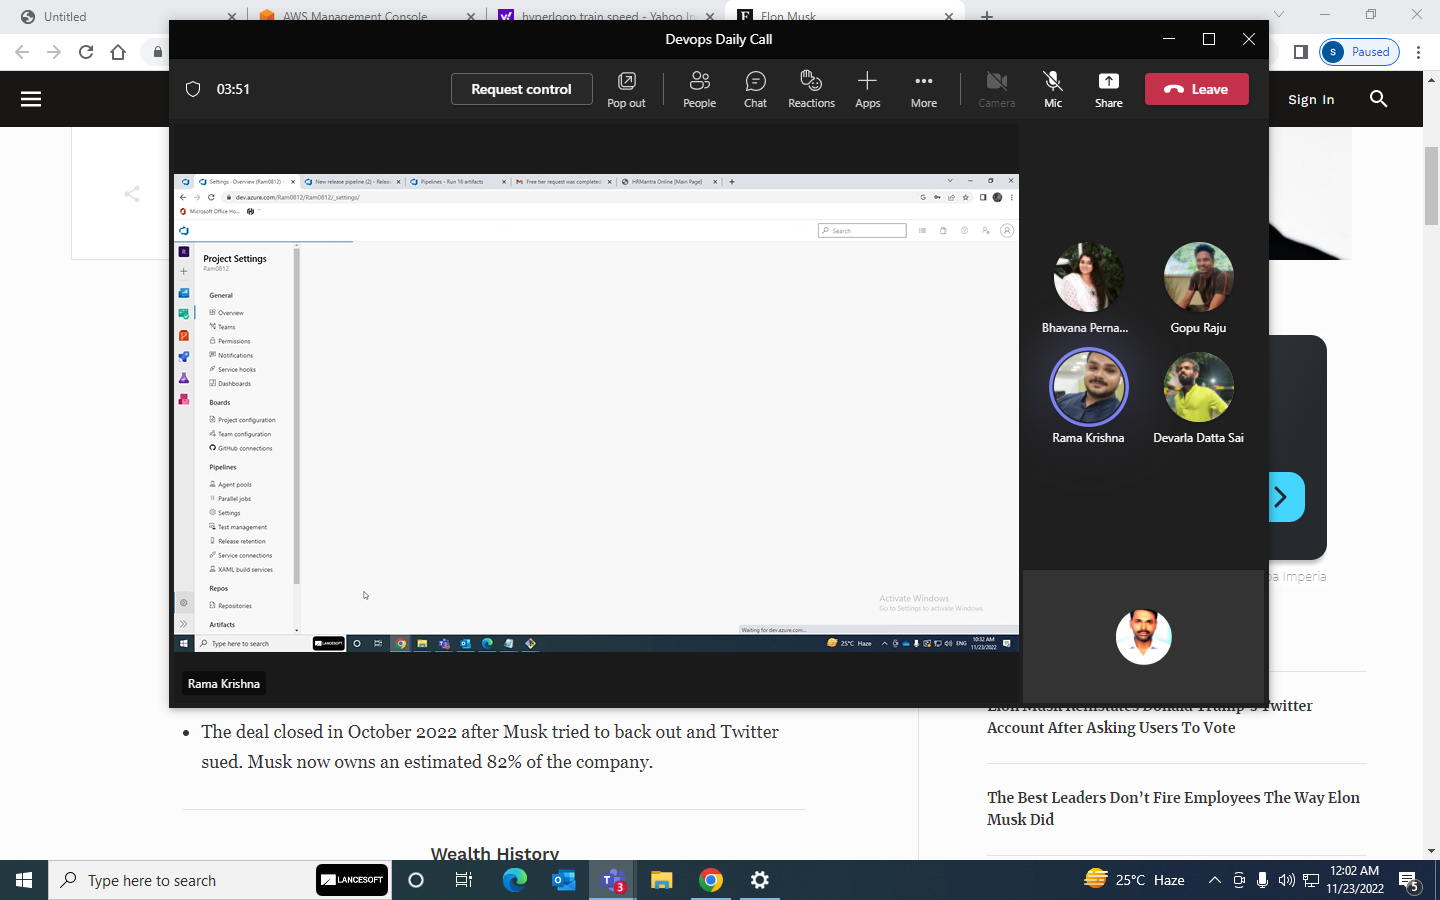 Untitled
AWS Management Console
hyperloop train speed - Yahoo In
Elon Musk
S Paused
Devops Daily Call
03:51
Request control
Pop out
People
Chat
Reactions
Apps
More
Camera
Mic
Share
Leave
Sign In
Settings - Overview (Ram0812)
New release pipeline (2) - Releas
Pipelines - Run 16 artifacts
Free tier request was completed
HRMantra Online [Main Page]
dev.azure.com/Ram0812/Ram0812/_settings/
Microsoft Office Ho...
Search
Project Settings
Ram0812
General
Overview
Teams
Permissions
Notifications
Service hooks
Dashboards
Boards
Project configuration
Team configuration
GitHub connections
Pipelines
Agent pools
Parallel jobs
Settings
Test management
Release retention
Service connections
XAML build services
Repos
Repositories
Artifacts
Activate Windows
Go to Settings to activate Windows.
Waiting for dev.azure.com...
Type here to search
LANCESOFT
25°C Haze
ENG
10:32 AM
11/23/2022
Rama Krishna
Bhavana Perna...
Gopu Raju
Rama Krishna
Devarla Datta Sai
Imperia
The deal closed in October 2022 after Musk tried to back out and Twitter
sued. Musk now owns an estimated 82% of the company.
Wealth History
Elon Musk Reinstates Donald Trump's Twitter
Account After Asking Users To Vote
The Best Leaders Don't Fire Employees The Way Elon
Musk Did
Type here to search
LANCESOFT
3
25°C Haze
12:02 AM
11/23/2022
5